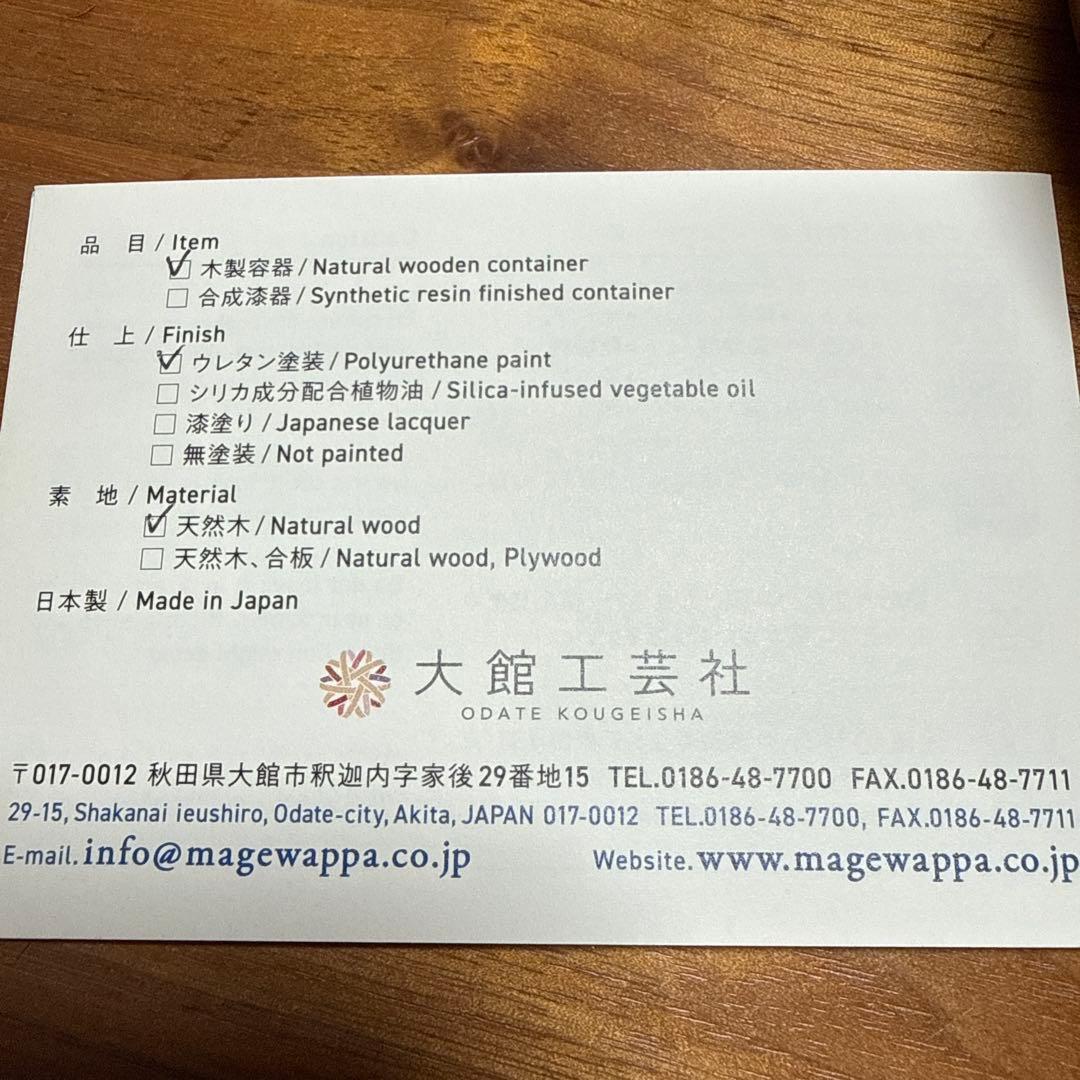 品 目 / Item
☑ 木製容器 / Natural wooden container
☐ 合成漆器 / Synthetic resin finished container
仕 上 / Finish
☑ ウレタン塗装 / Polyurethane paint
☐ シリカ成分配合植物油 / Silica-infused vegetable oil
☐ 漆塗り / Japanese lacquer
☐ 無塗装 / Not painted
素 地 / Material
☑ 天然木 / Natural wood
☐ 天然木、合板 / Natural wood, Plywood
日本製 / Made in Japan
大館工芸社
ODATE KOUGEISHA
〒017-0012 秋田県大館市釈迦内字家後29番地15 TEL.0186-48-7700 FAX.0186-48-7711
29-15, Shakanai ieushiro, Odate-city, Akita, JAPAN 017-0012 TEL.0186-48-7700, FAX.0186-48-7711
E-mail. info@magewappa.co.jp Website. www.magewappa.co.jp